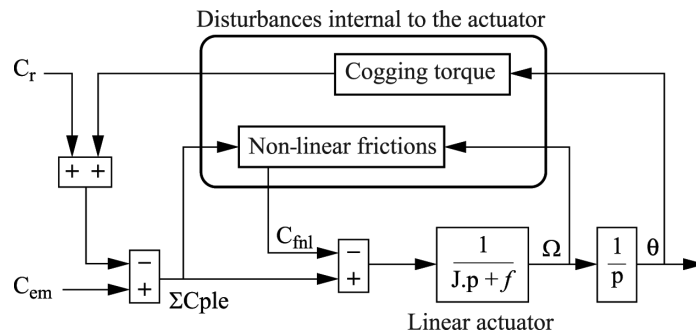 Disturbances internal to the actuator
C_r
Cogging torque
Non-linear frictions
+ +
C_fnl
−
+
−
+
C_em
ΣCple
1
J.p + f
Ω
1
p
θ
Linear actuator